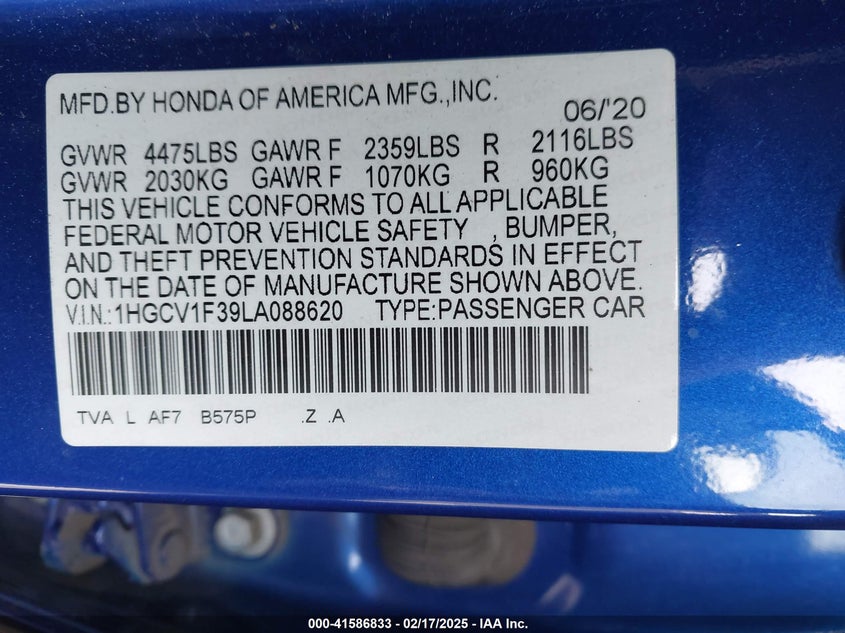 MFD.BY HONDA OF AMERICA MFG.,INC. 06/20
GVWR 4475LBS GAWR F 2359LBS R 2116LBS
GVWR 2030KG GAWR F 1070KG R 960KG
THIS VEHICLE CONFORMS TO ALL APPLICABLE
FEDERAL MOTOR VEHICLE SAFETY , BUMPER,
AND THEFT PREVENTION STANDARDS IN EFFECT
ON THE DATE OF MANUFACTURE SHOWN ABOVE.
V.I.N.:1HGCV1F39LA088620 TYPE:PASSENGER CAR
TVA L AF7 B575P .Z .A
000-41586833 - 02/17/2025 - IAA Inc.